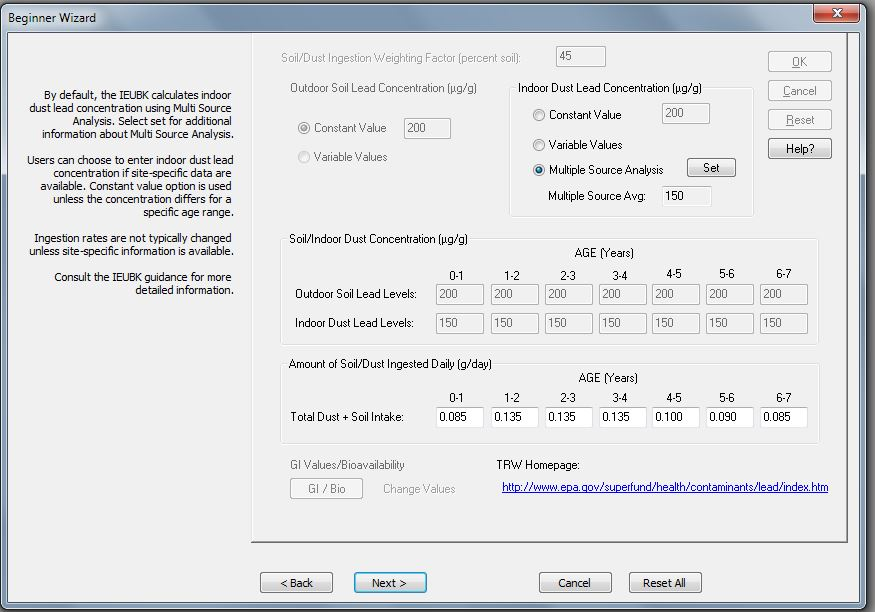 Beginner Wizard
By default, the IEUBK calculates indoor
dust lead concentration using Multi Source
Analysis. Select set for additional
information about Multi Source Analysis.
Users can choose to enter indoor dust lead
concentration if site-specific data are
available. Constant value option is used
unless the concentration differs for a
specific age range.
Ingestion rates are not typically changed
unless site-specific information is available.
Consult the IEUBK guidance for more
detailed information.
Soil/Dust Ingestion Weighting Factor (percent soil): 45
Outdoor Soil Lead Concentration (µg/g)
Constant Value 200
Variable Values
Indoor Dust Lead Concentration (µg/g)
Constant Value 200
Variable Values
Multiple Source Analysis Set
Multiple Source Avg: 150
OK
Cancel
Reset
Help?
Soil/Indoor Dust Concentration (µg/g)
AGE (Years)
0-1 1-2 2-3 3-4 4-5 5-6 6-7
Outdoor Soil Lead Levels: 200 200 200 200 200 200 200
Indoor Dust Lead Levels: 150 150 150 150 150 150 150
Amount of Soil/Dust Ingested Daily (g/day)
AGE (Years)
0-1 1-2 2-3 3-4 4-5 5-6 6-7
Total Dust + Soil Intake: 0.085 0.135 0.135 0.135 0.100 0.090 0.085
GI Values/Bioavailability
GI / Bio Change Values
TRW Homepage:
http://www.epa.gov/superfund/health/contaminants/lead/index.htm
< Back Next > Cancel Reset All